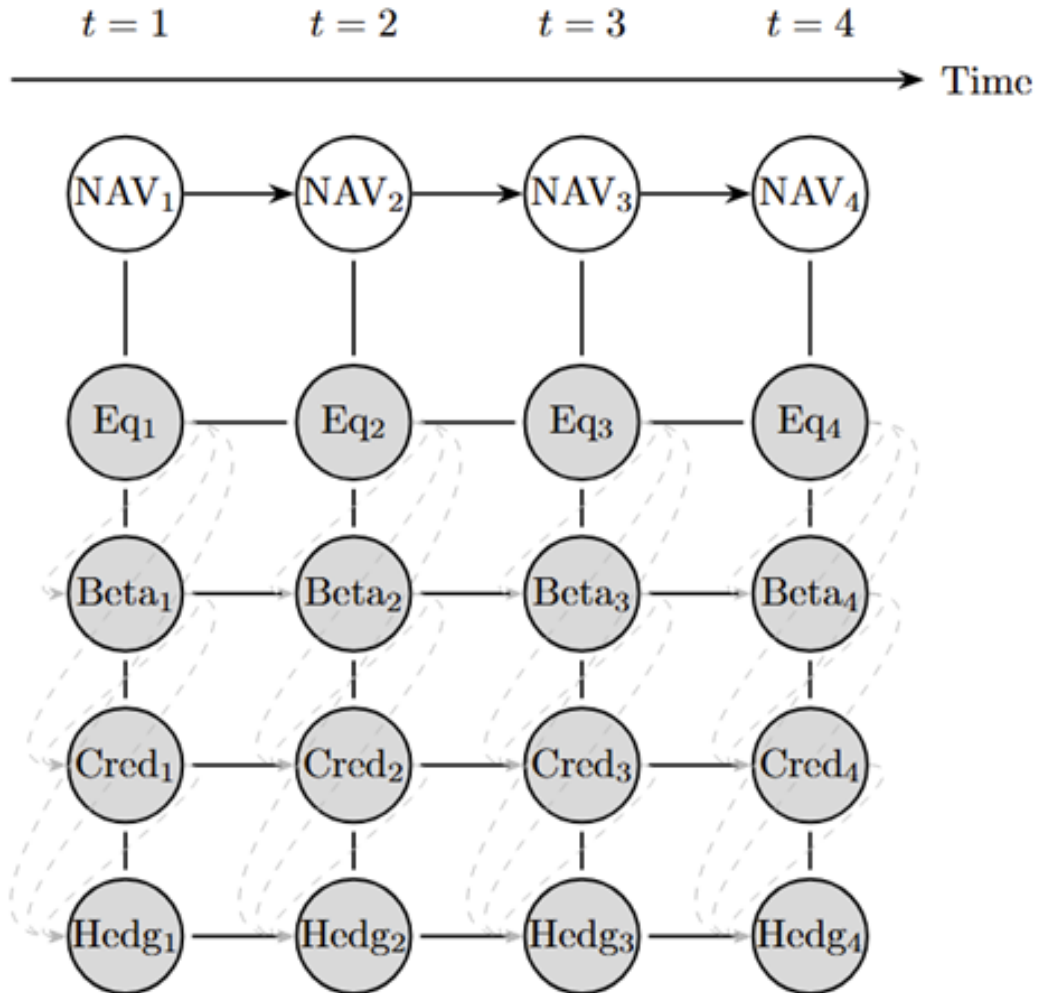 t = 1 t = 2 t = 3 t = 4
Time
NAV₁ NAV₂ NAV₃ NAV₄
Eq₁ Eq₂ Eq₃ Eq₄
Beta₁ Beta₂ Beta₃ Beta₄
Cred₁ Cred₂ Cred₃ Cred₄
Hedg₁ Hedg₂ Hedg₃ Hedg₄